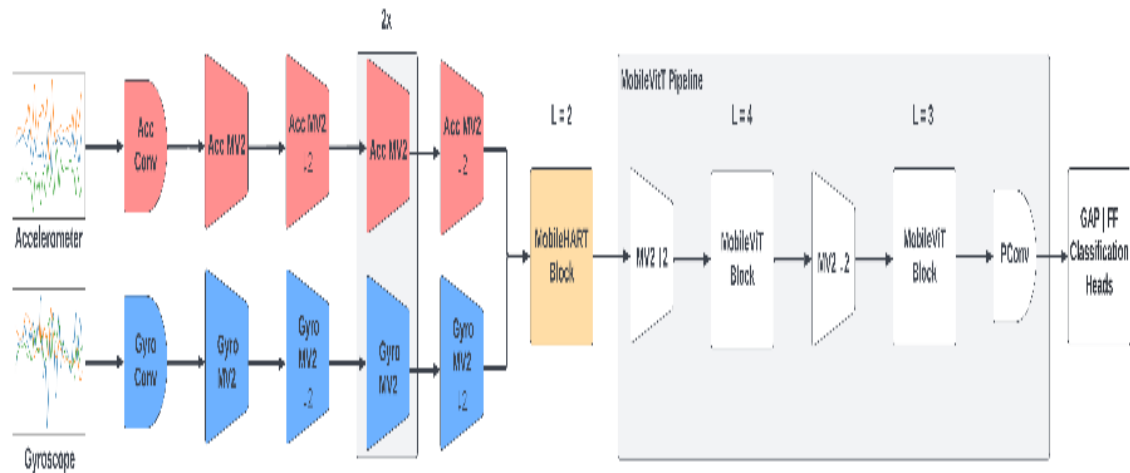 2x
MobileVitT Pipeline
L = 2
L = 4
L = 3
Accelerometer
Acc
Conv
Acc MV2
Acc MV2
↓2
Acc MV2
Acc MV2
↓2
Gyroscope
Gyro
Conv
Gyro
MV2
Gyro
MV2
↓2
Gyro
MV2
Gyro
MV2
↓2
MobileHART
Block
MV2 ↓2
MobileViT
Block
MV2 ↓2
MobileViT
Block
PConv
GAP | FF
Classification
Heads